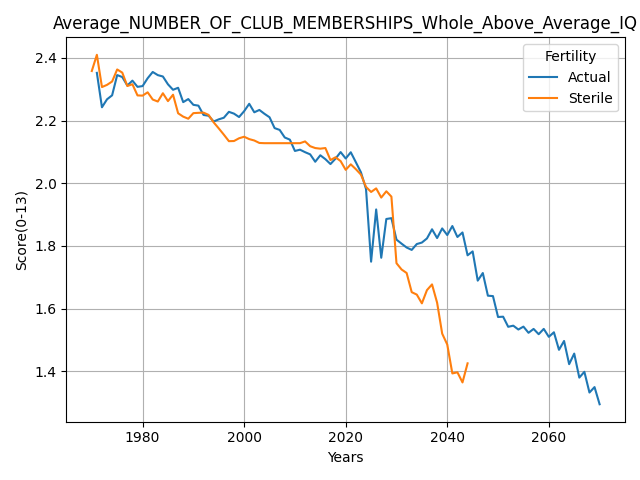 Average_NUMBER_OF_CLUB_MEMBERSHIPS_Whole_Above_Average_IQ
Fertility
Actual
Sterile
2.4
2.2
2.0
1.8
1.6
1.4
Score(0-13)
1980
2000
2020
2040
2060
Years